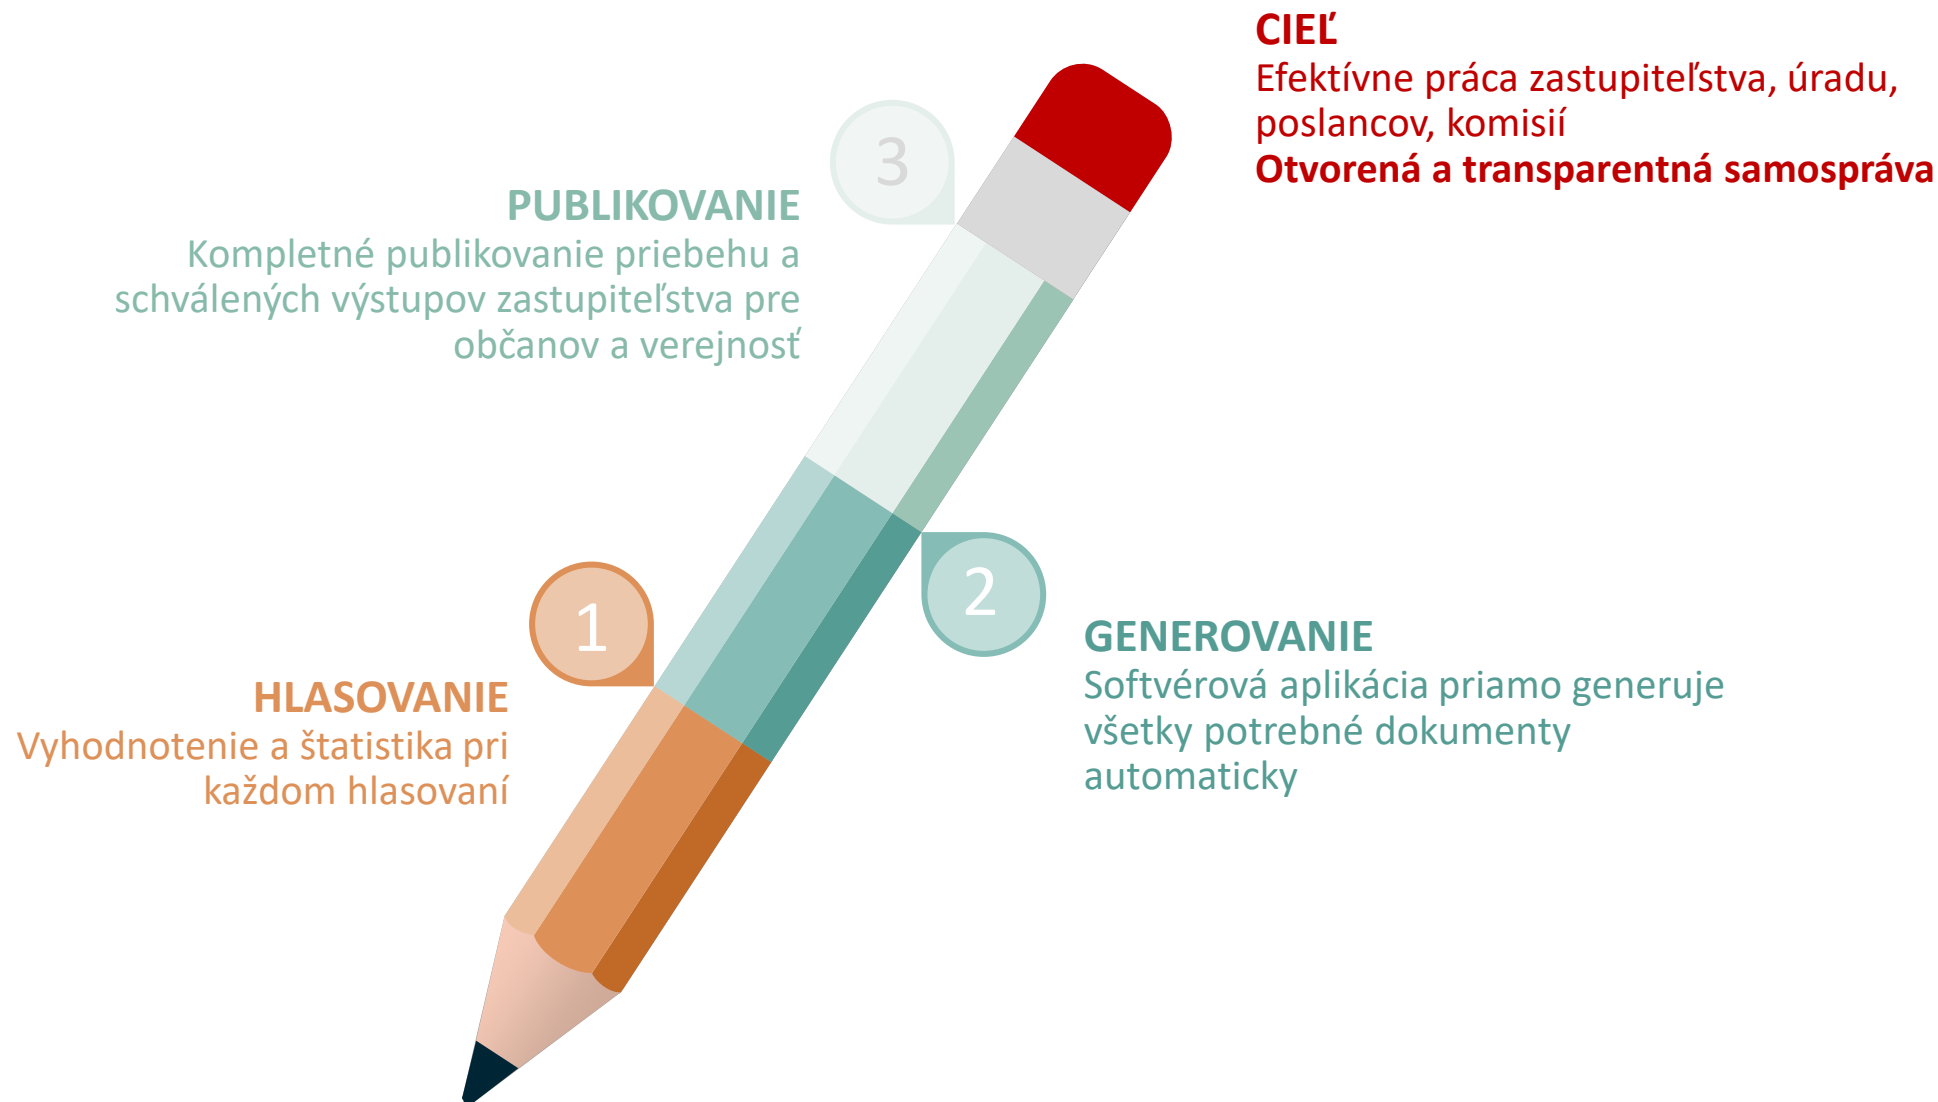 CIEĽ
Efektívne práca zastupiteľstva, úradu,
poslancov, komisií
Otvorená a transparentná samospráva
3
PUBLIKOVANIE
Kompletné publikovanie priebehu a
schválených výstupov zastupiteľstva pre
občanov a verejnosť
2
GENEROVANIE
Softvérová aplikácia priamo generuje
všetky potrebné dokumenty
automaticky
1
HLASOVANIE
Vyhodnotenie a štatistika pri
každom hlasovaní